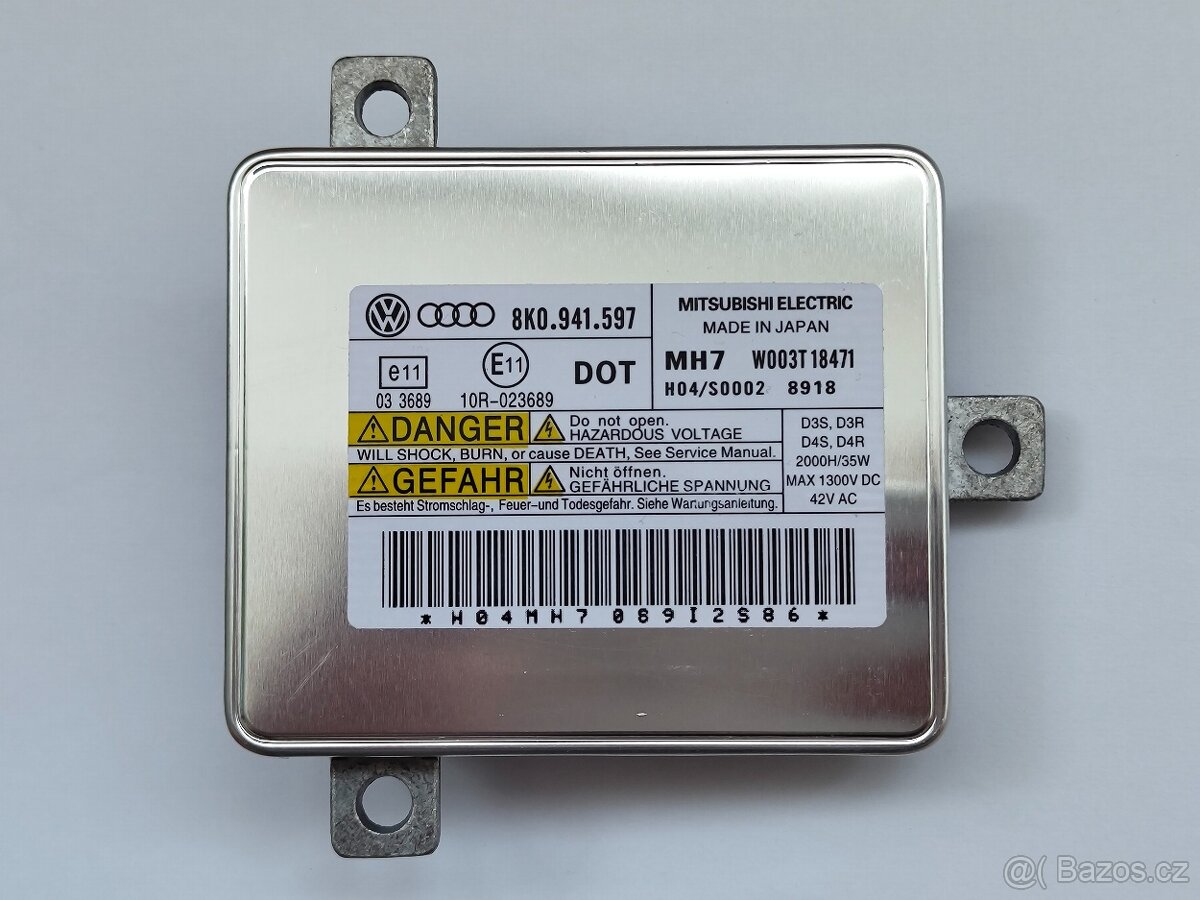 8K0.941.597
MITSUBISHI ELECTRIC
MADE IN JAPAN
MH7 W003T18471
H04/S0002 8918
e11
03 3689
E11
10R-023689
DOT
DANGER
Do not open.
HAZARDOUS VOLTAGE
WILL SHOCK, BURN, or cause DEATH, See Service Manual.
GEFAHR
Nicht öffnen.
GEFÄHRLICHE SPANNUNG
Es besteht Stromschlag-, Feuer-und Todesgefahr. Siehe Wartungsanleitung.
D3S, D3R
D4S, D4R
2000H/35W
MAX 1300V DC
42V AC
*H04MH7089I2S86*
@( Bazos.cz